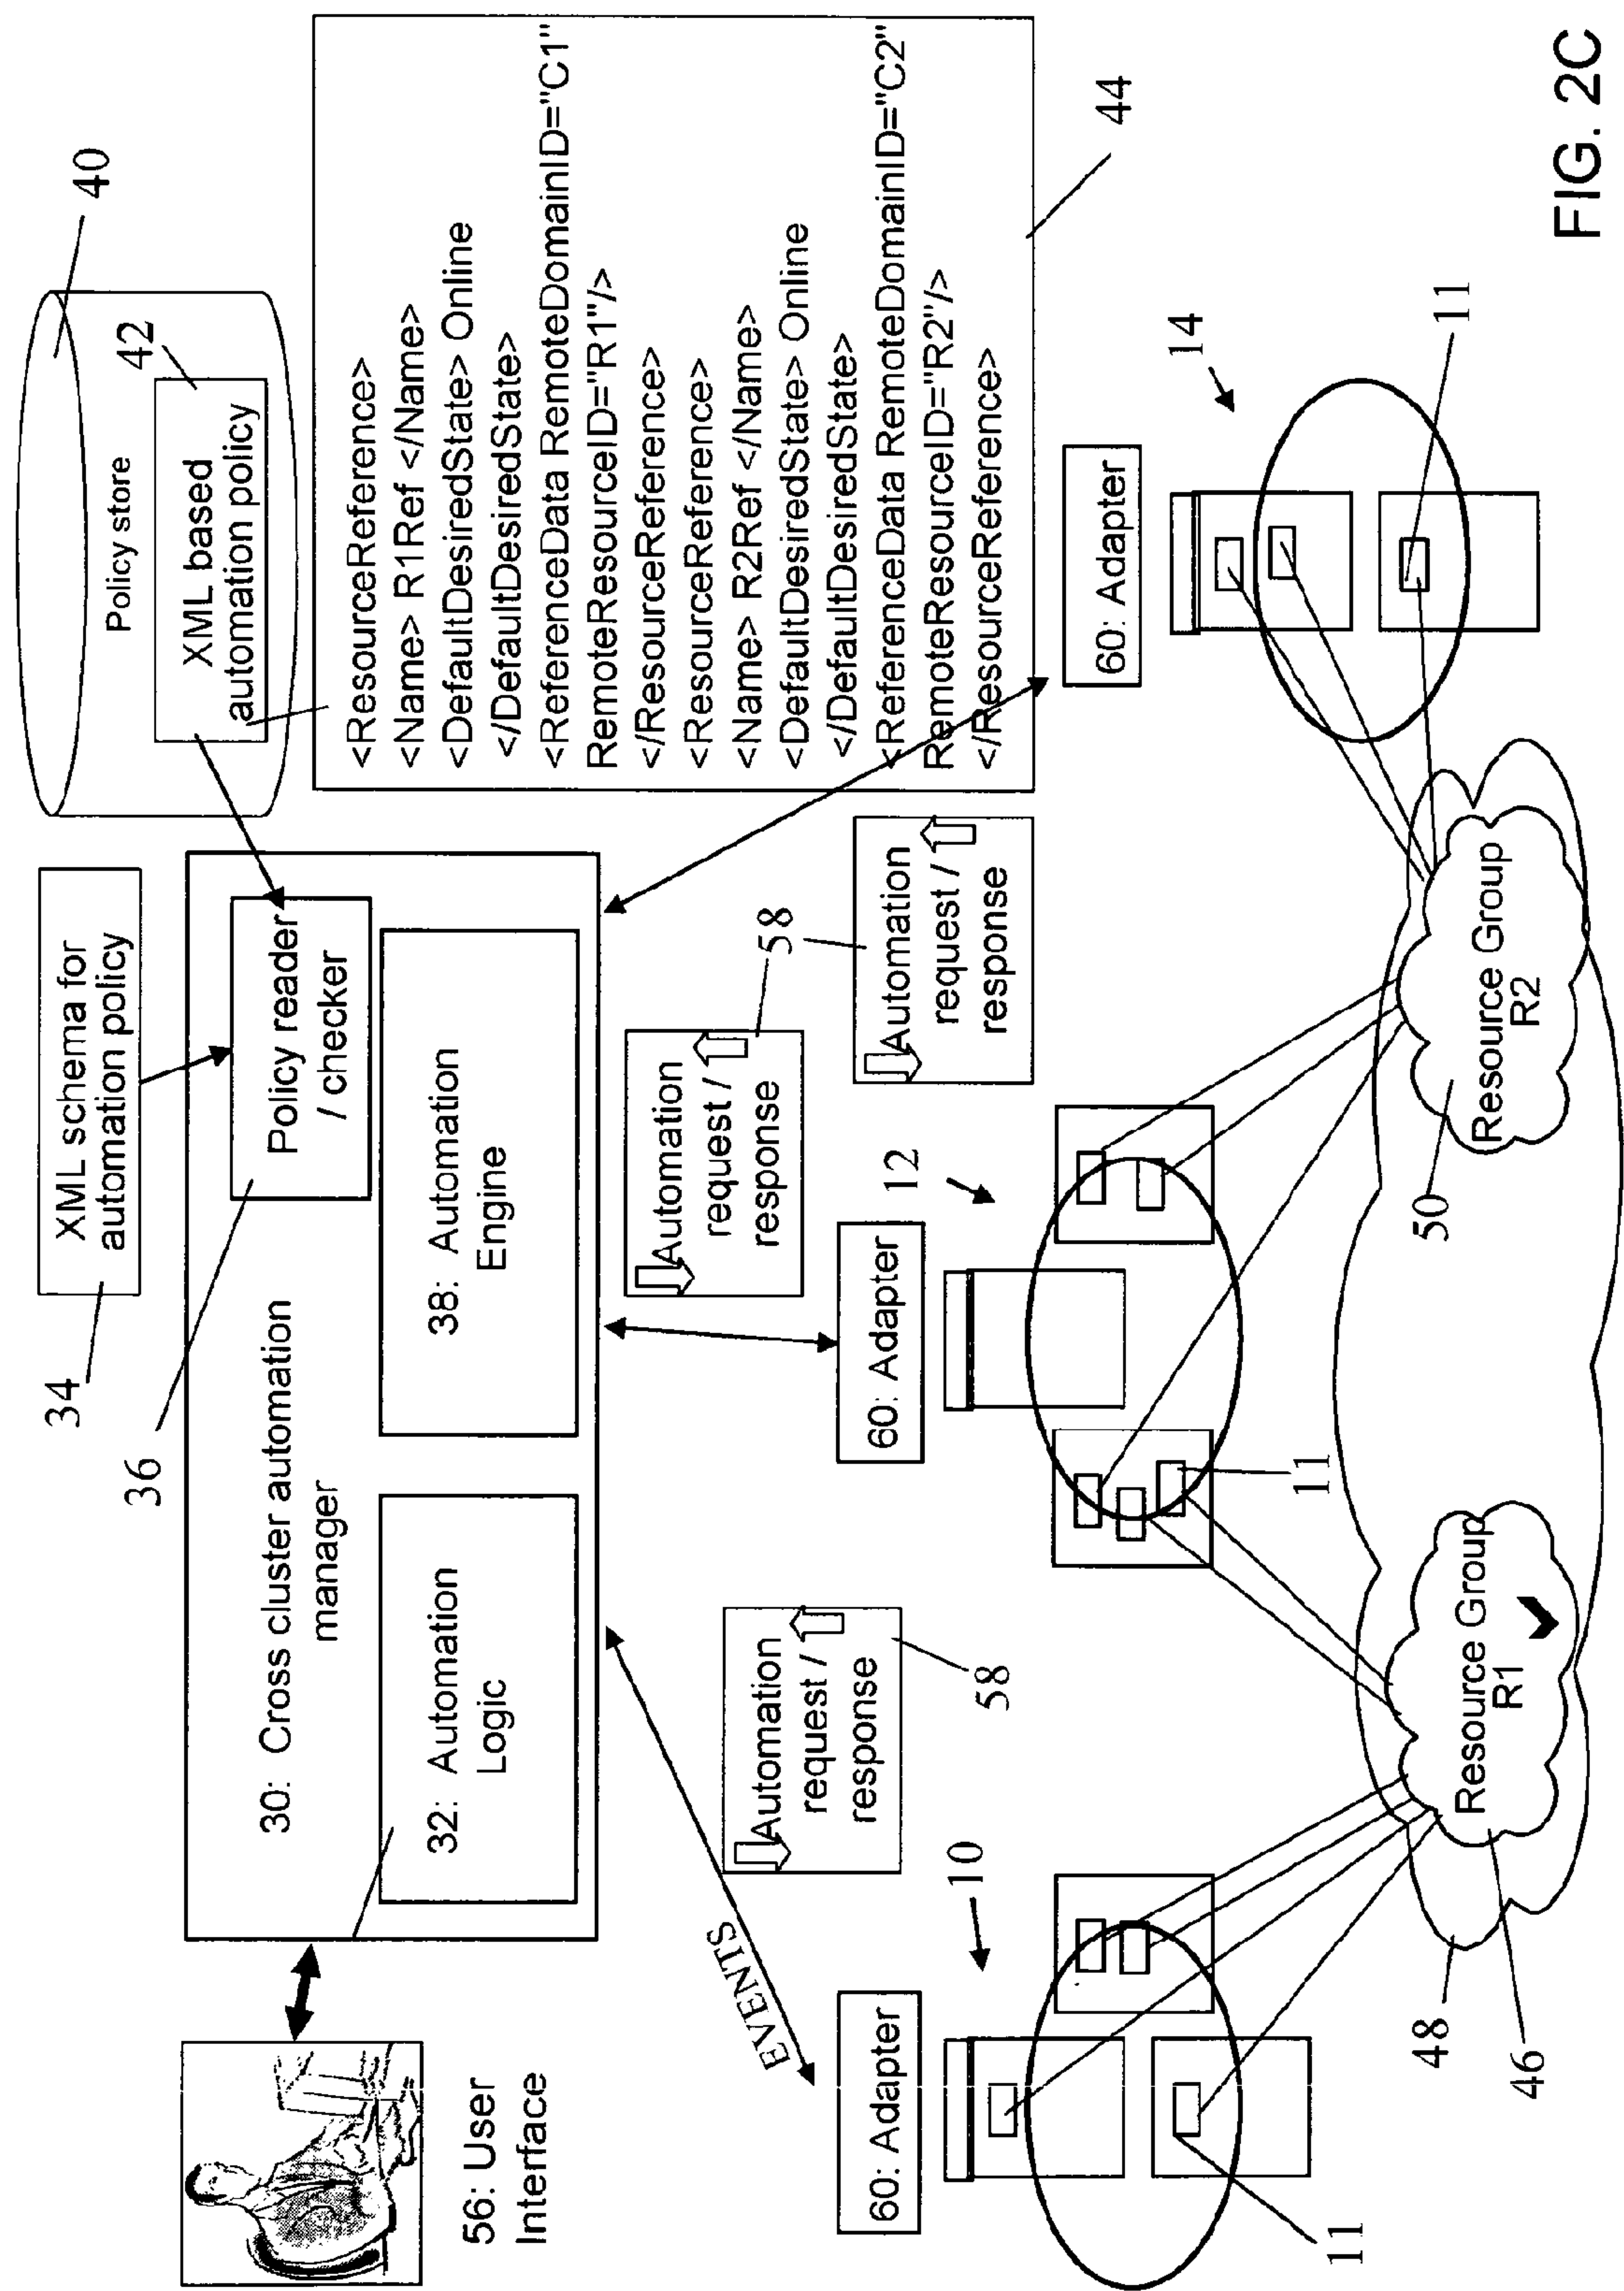 40
Policy store
42
XML based
automation policy
34
XML schema for
automation policy
36
Policy reader
/ checker
30: Cross cluster automation
manager
32: Automation
Logic
38: Automation
Engine
56: User
Interface
<ResourceReference>
<Name> R1Ref </Name>
<DefaultDesiredState> Online
</DefaultDesiredState>
<ReferenceData RemoteDomainID="C1"
RemoteResourceID="R1"/>
</ResourceReference>
<ResourceReference>
<Name> R2Ref </Name>
<DefaultDesiredState> Online
</DefaultDesiredState>
<ReferenceData RemoteDomainID="C2"
RemoteResourceID="R2"/>
</ResourceReference>
44
EVENTS
Automation
request /
response
58
Automation
request /
response
58
Automation
request /
response
60: Adapter
10
60: Adapter
12
60: Adapter
14
11
11
11
48
46
Resource Group
R1
50
Resource Group
R2
FIG. 2C